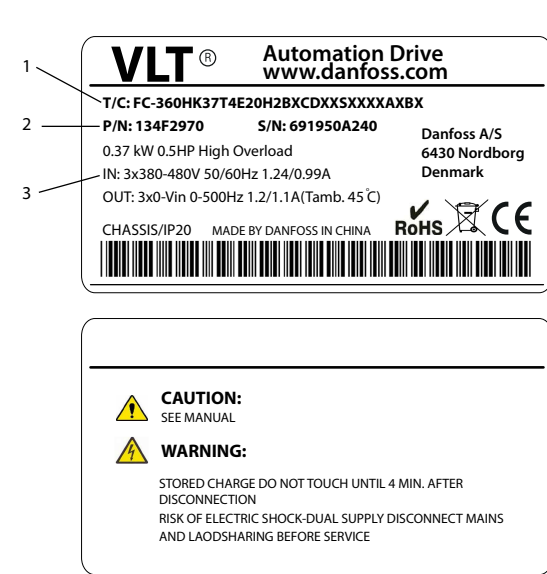 VLT ® Automation Drive
www.danfoss.com
1
T/C: FC-360HK37T4E20H2BXCDXXSXXXXAXBX
2
P/N: 134F2970 S/N: 691950A240
Danfoss A/S
6430 Nordborg
Denmark
0.37 kW 0.5HP High Overload
3
IN: 3x380-480V 50/60Hz 1.24/0.99A
OUT: 3x0-Vin 0-500Hz 1.2/1.1A(Tamb. 45˚C)
CHASSIS/IP20 MADE BY DANFOSS IN CHINA
RoHS CE
CAUTION:
SEE MANUAL
WARNING:
STORED CHARGE DO NOT TOUCH UNTIL 4 MIN. AFTER
DISCONNECTION
RISK OF ELECTRIC SHOCK-DUAL SUPPLY DISCONNECT MAINS
AND LAODSHARING BEFORE SERVICE